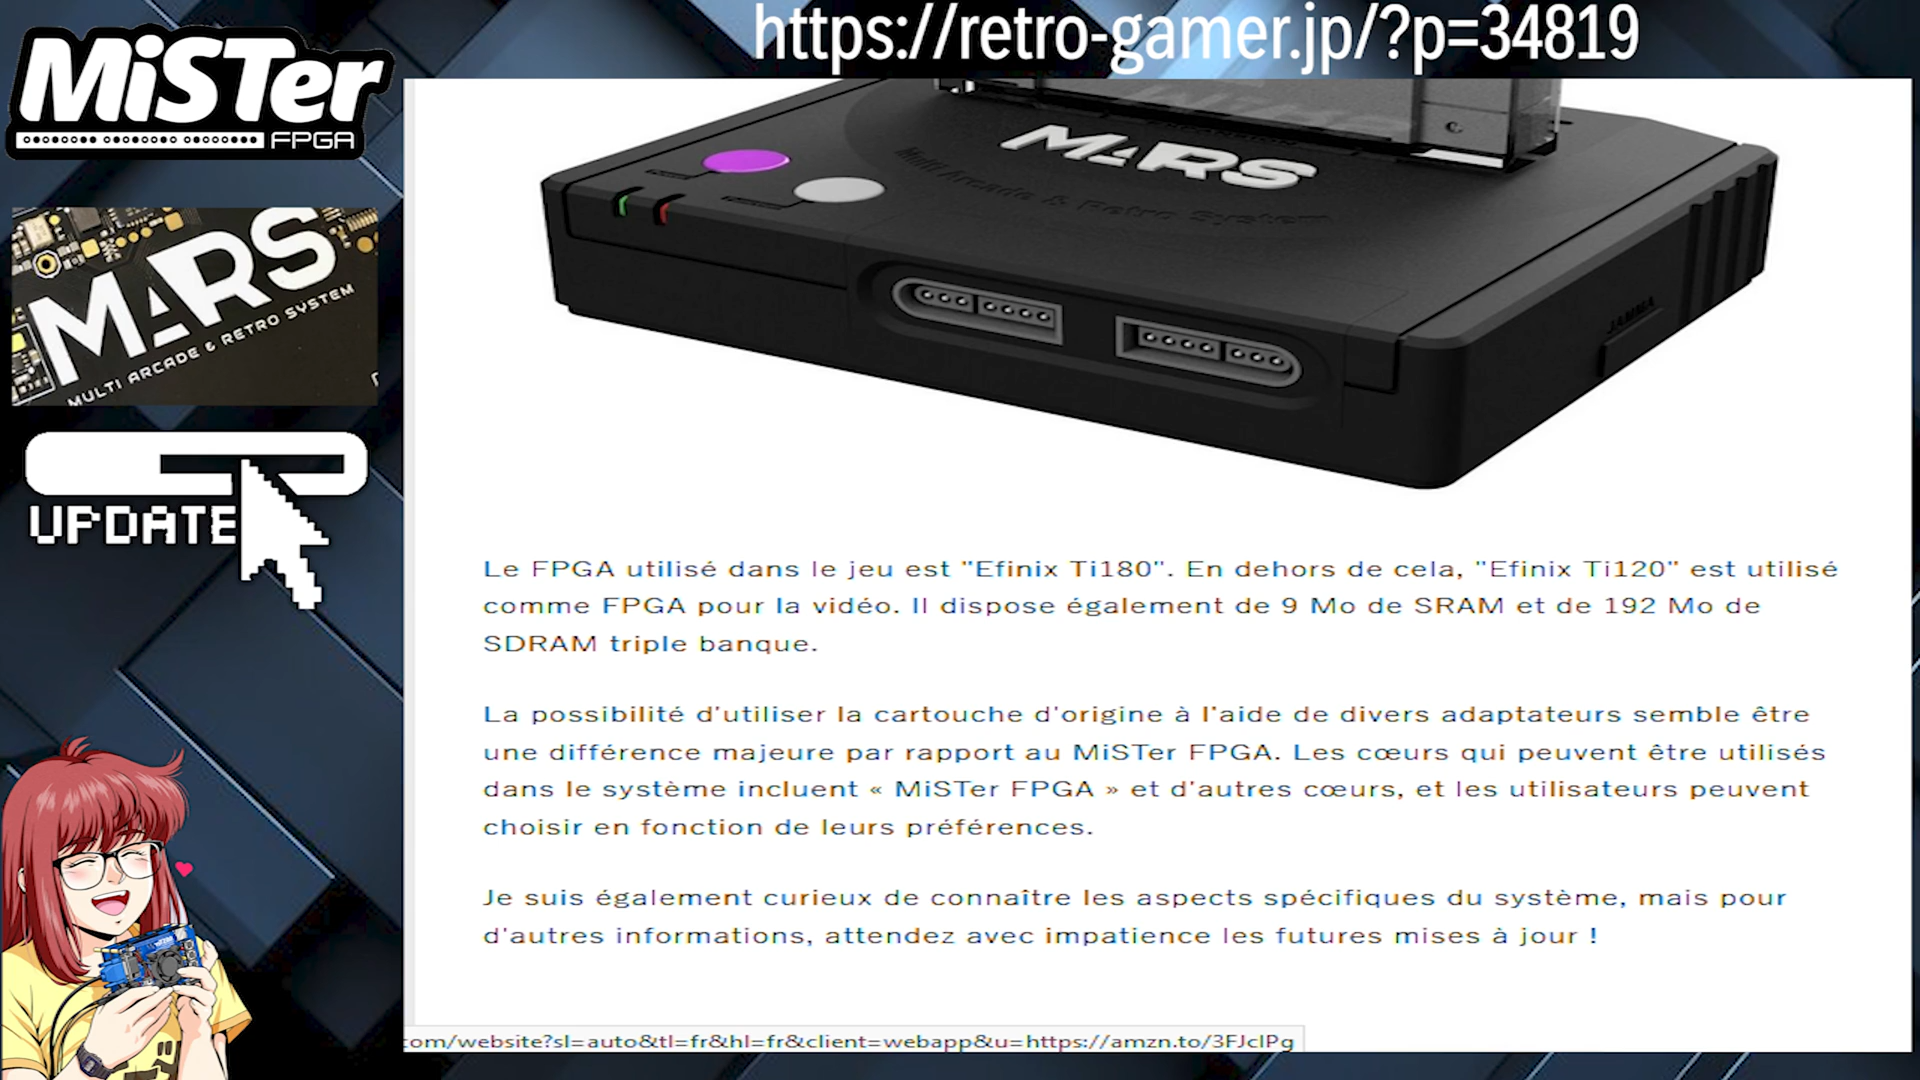 https://retro-gamer.jp/?p=34819
MiSTer
FPGA
MARS
MULTI ARCADE & RETRO SYSTEM
UPDATE
MARS
Multi Arcade & Retro System
JAMMA
Le FPGA utilisé dans le jeu est "Efinix Ti180". En dehors de cela, "Efinix Ti120" est utilisé
comme FPGA pour la vidéo. Il dispose également de 9 Mo de SRAM et de 192 Mo de
SDRAM triple banque.
La possibilité d'utiliser la cartouche d'origine à l'aide de divers adaptateurs semble être
une différence majeure par rapport au MiSTer FPGA. Les cœurs qui peuvent être utilisés
dans le système incluent « MiSTer FPGA » et d'autres cœurs, et les utilisateurs peuvent
choisir en fonction de leurs préférences.
Je suis également curieux de connaître les aspects spécifiques du système, mais pour
d'autres informations, attendez avec impatience les futures mises à jour !
com/website?sl=auto&tl=fr&hl=fr&client=webapp&u=https://amzn.to/3FJclPg